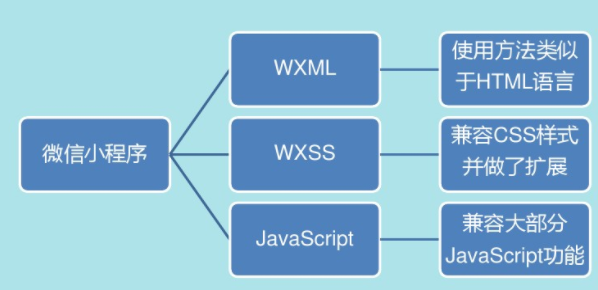 微信小程序
WXML
使用方法类似
于HTML语言
WXSS
兼容CSS样式
并做了扩展
JavaScript
兼容大部分
JavaScript功能